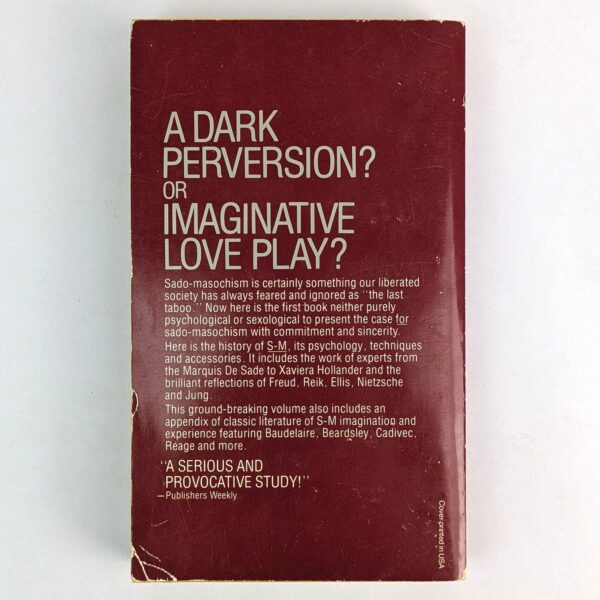 A DARK
PERVERSION?
OR
IMAGINATIVE
LOVE PLAY?
Sado-masochism is certainly something our liberated
society has always feared and ignored as "the last
taboo." Now here is the first book neither purely
psychological or sexological to present the case for
sado-masochism with commitment and sincerity.
Here is the history of S-M, its psychology, techniques
and accessories. It includes the work of experts from
the Marquis De Sade to Xaviera Hollander and the
brilliant reflections of Freud, Reik, Ellis, Nietzsche
and Jung.
This ground-breaking volume also includes an
appendix of classic literature of S-M imagination and
experience featuring Baudelaire, Beardsley, Cadivec,
Reage and more.
"A SERIOUS AND
PROVOCATIVE STUDY!"
—Publishers Weekly
Cover printed in USA